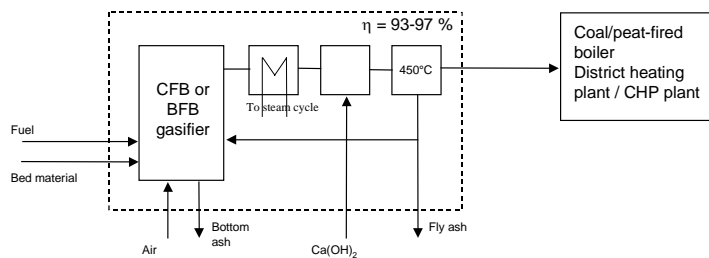 η = 93-97 %
Coal/peat-fired
boiler
District heating
plant / CHP plant
CFB or
BFB
gasifier
450°C
To steam cycle
Fuel
Bed material
Air
Bottom
ash
Ca(OH)₂
Fly ash